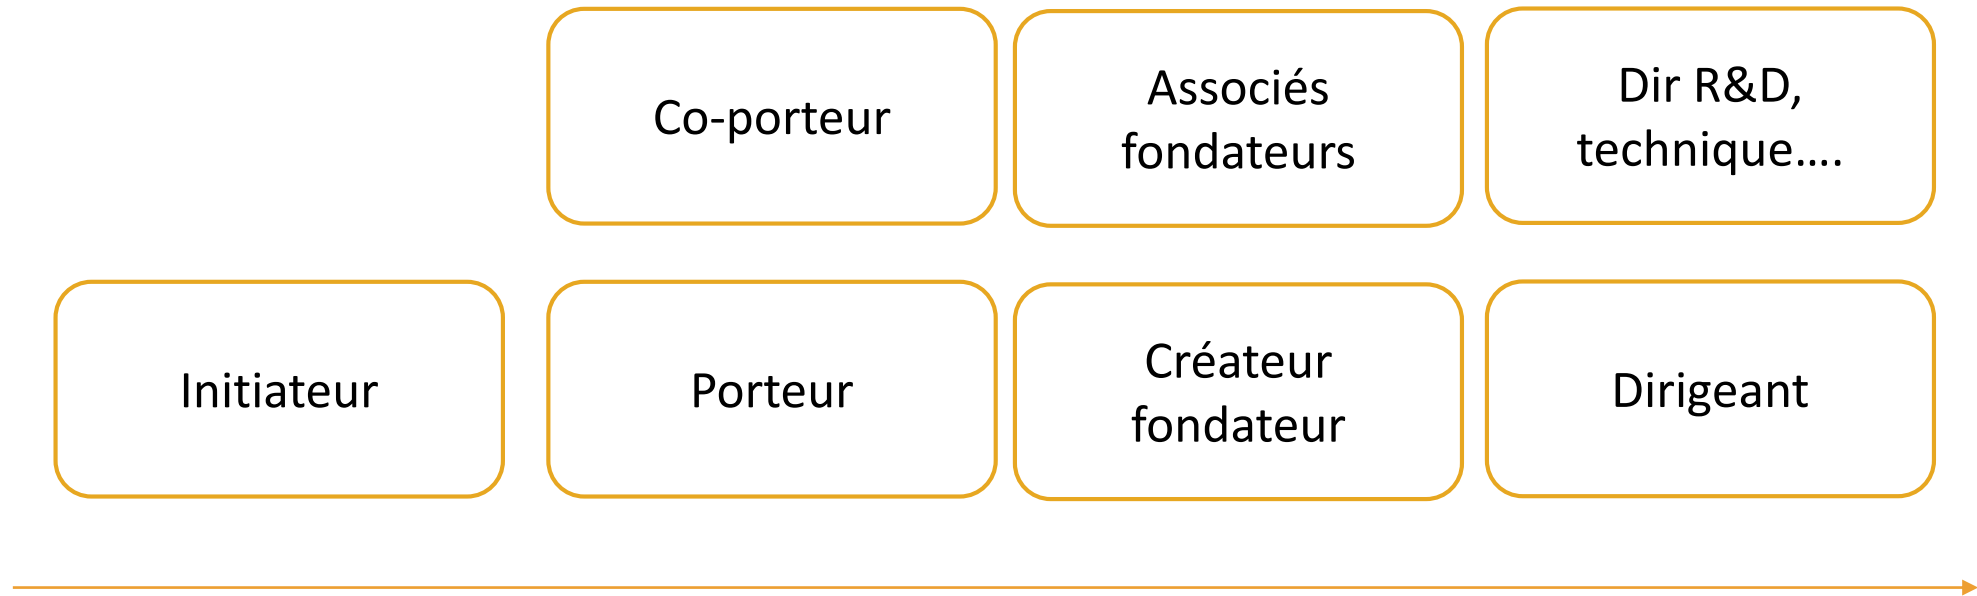 Co-porteur
Associés
fondateurs
Dir R&D,
technique....
Initiateur
Porteur
Créateur
fondateur
Dirigeant